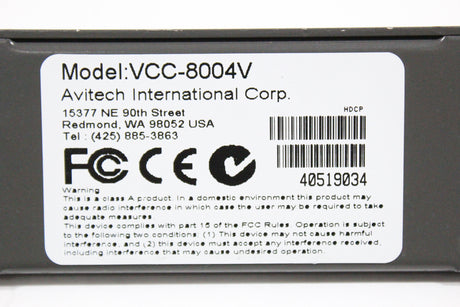 Model:VCC-8004V
Avitech International Corp.
15377 NE 90th Street
Redmond, WA 98052 USA
Tel : (425) 885-3863
HDCP
FC CE
40519034
Warning
This is a class A product. In a domestic environment this product may
cause radio interference in which case the user may be required to take
adequate measures.
This device complies with part 15 of the FCC Rules. Operation is subject
to the following two conditions: (1) This device may not cause harmful
interference, and (2) this device must accept any interference received,
including interference that may cause undesired operation.